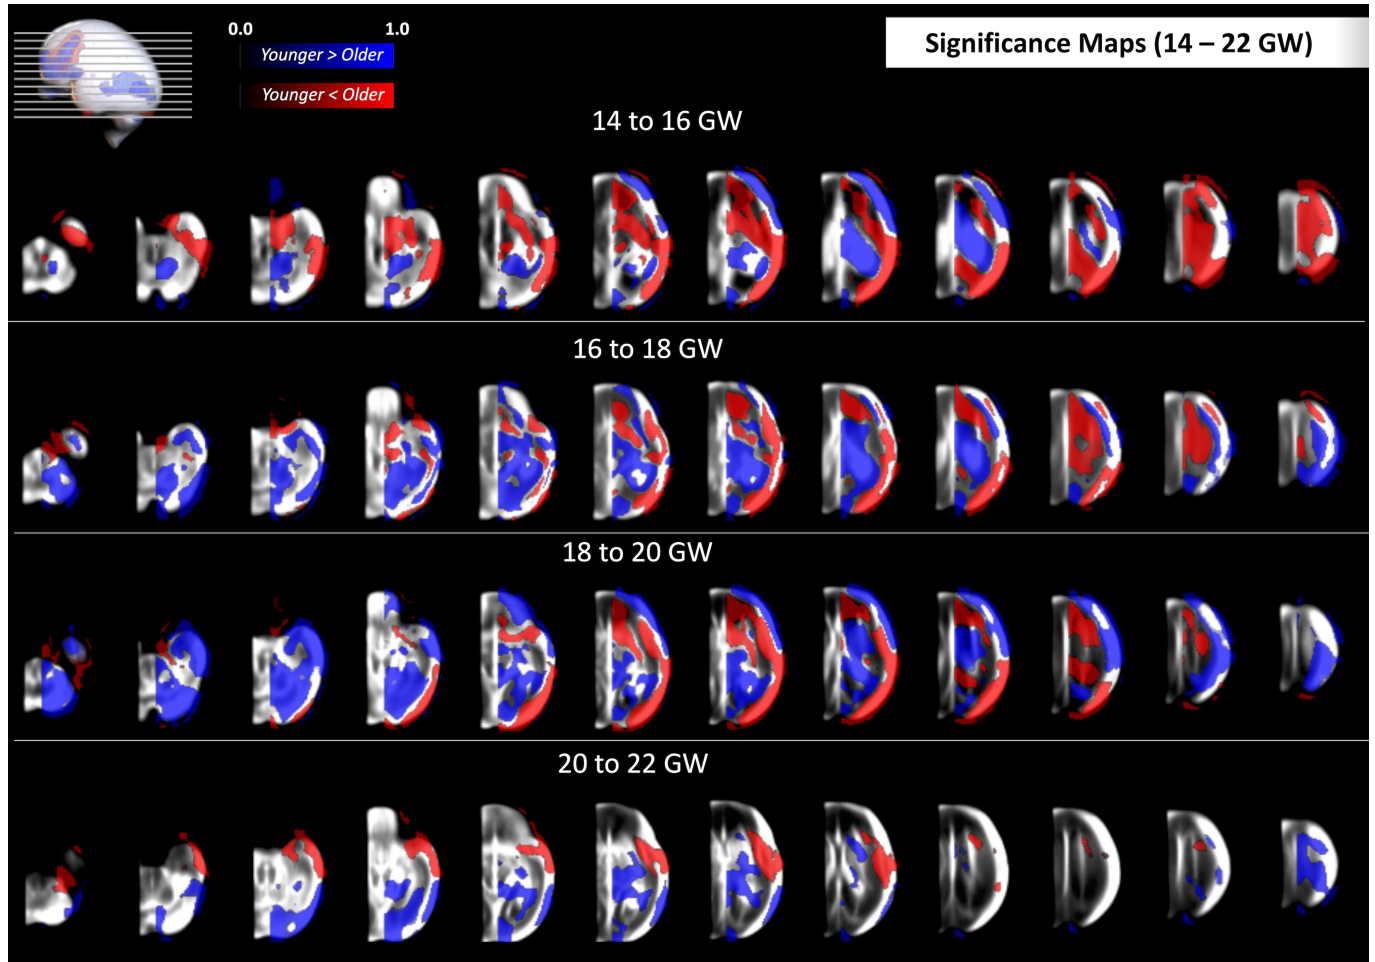 0.0 1.0
Younger > Older
Younger < Older
Significance Maps (14 – 22 GW)
14 to 16 GW
16 to 18 GW
18 to 20 GW
20 to 22 GW